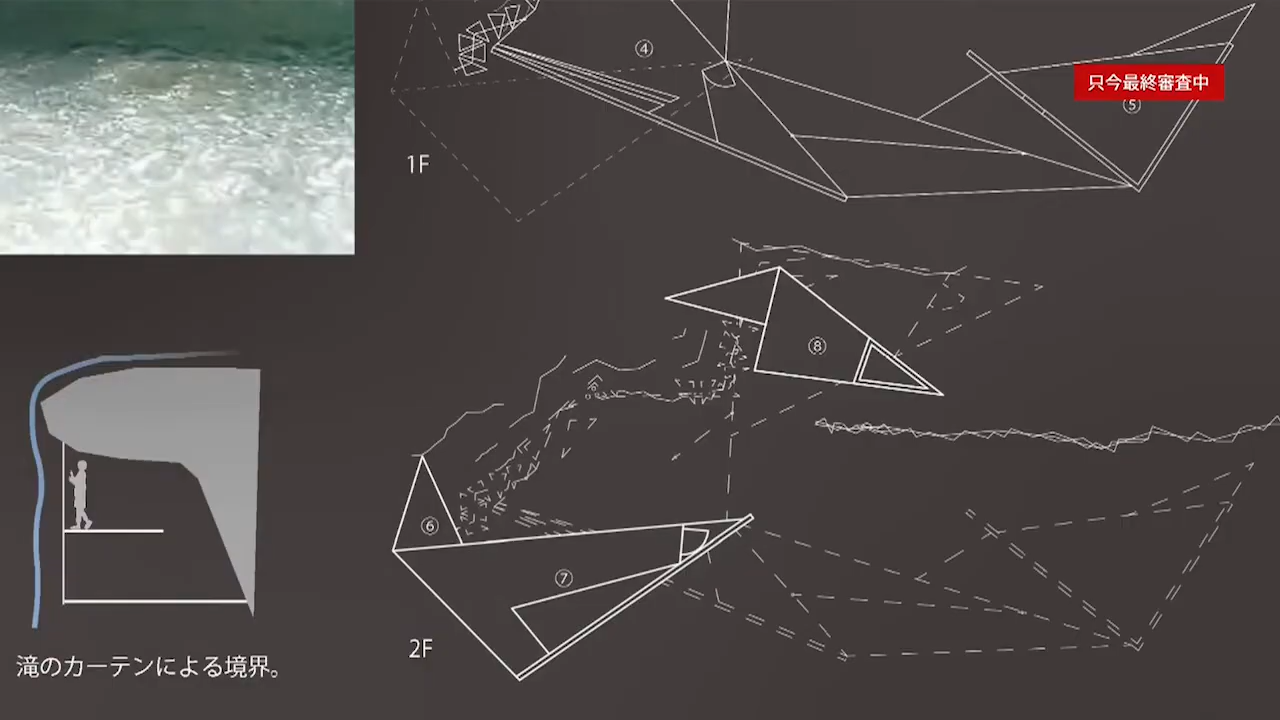 ④
只今最終審査中
⑤
1F
⑧
⑥
⑦
2F
滝のカーテンによる境界。